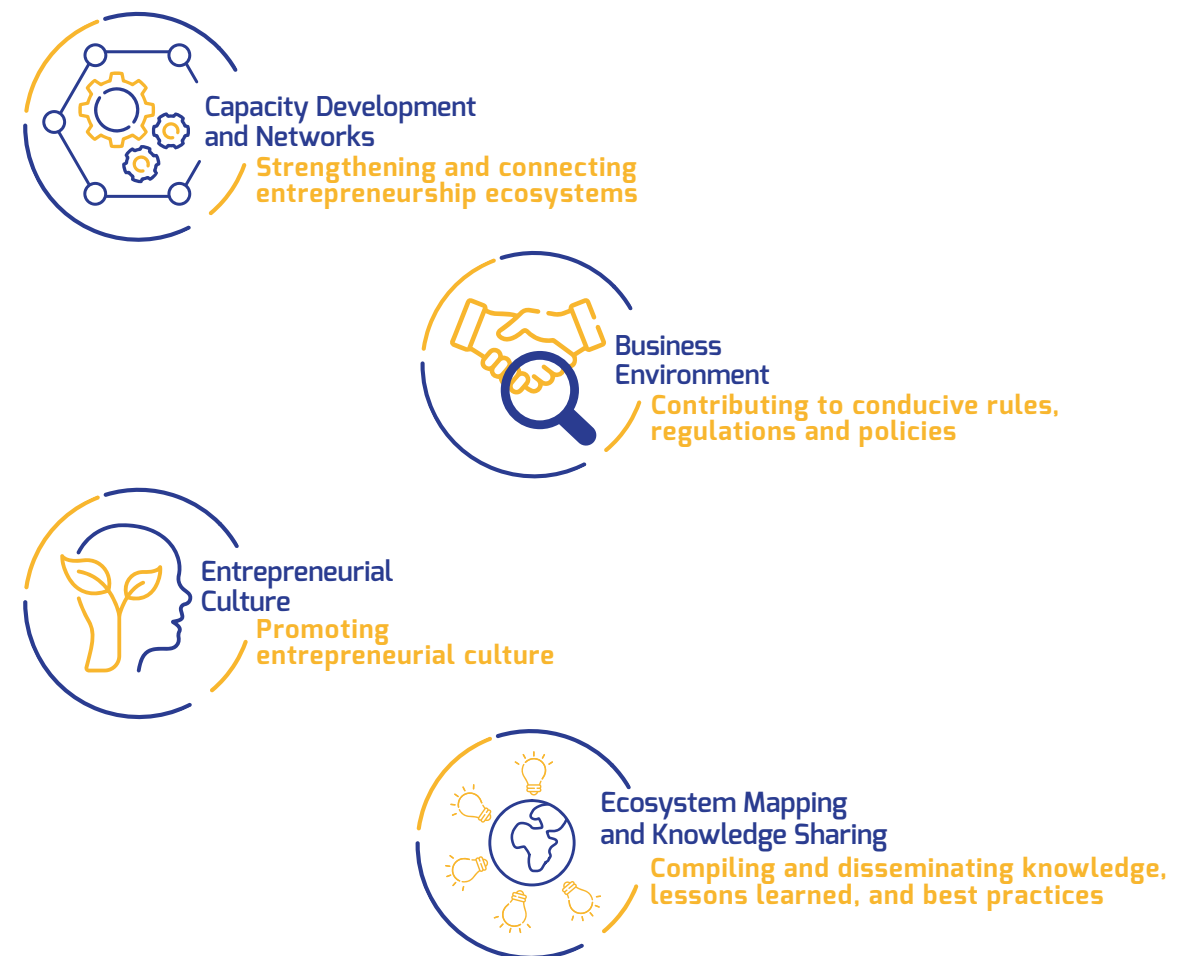 Capacity Development
and Networks
Strengthening and connecting
entrepreneurship ecosystems
Business
Environment
Contributing to conducive rules,
regulations and policies
Entrepreneurial
Culture
Promoting
entrepreneurial culture
Ecosystem Mapping
and Knowledge Sharing
Compiling and disseminating knowledge,
lessons learned, and best practices